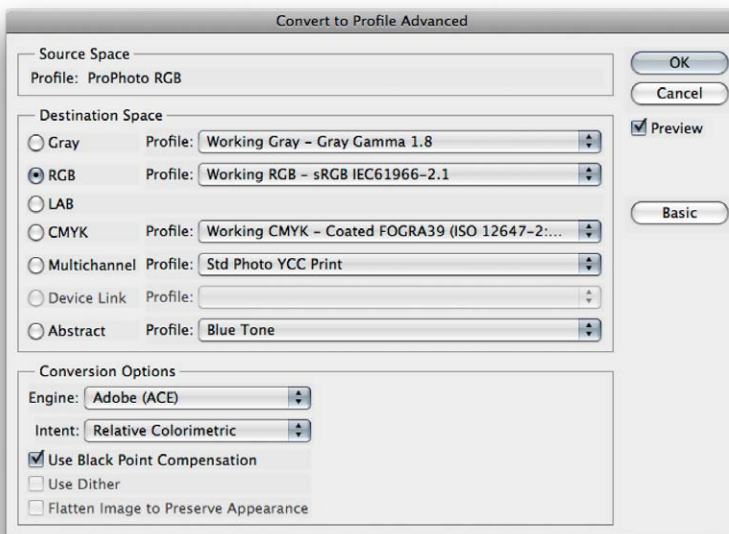 Convert to Profile Advanced
Source Space
Profile: ProPhoto RGB
OK
Cancel
Preview
Basic
Destination Space
Gray Profile: Working Gray - Gray Gamma 1.8
RGB Profile: Working RGB - sRGB IEC61966-2.1
LAB
CMYK Profile: Working CMYK - Coated FOGRA39 (ISO 12647-2:...
Multichannel Profile: Std Photo YCC Print
Device Link Profile:
Abstract Profile: Blue Tone
Conversion Options
Engine: Adobe (ACE)
Intent: Relative Colorimetric
Use Black Point Compensation
Use Dither
Flatten Image to Preserve Appearance